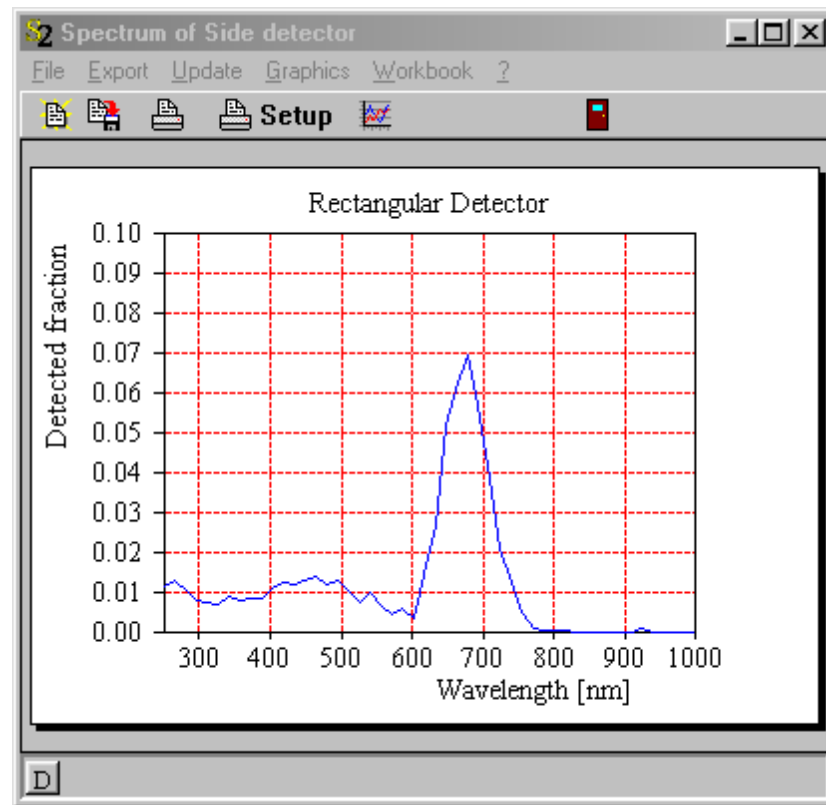 S2 Spectrum of Side detector
File Export Update Graphics Workbook ?
Setup
Rectangular Detector
Detected fraction
0.10
0.09
0.08
0.07
0.06
0.05
0.04
0.03
0.02
0.01
0.00
300 400 500 600 700 800 900 1000
Wavelength [nm]
D